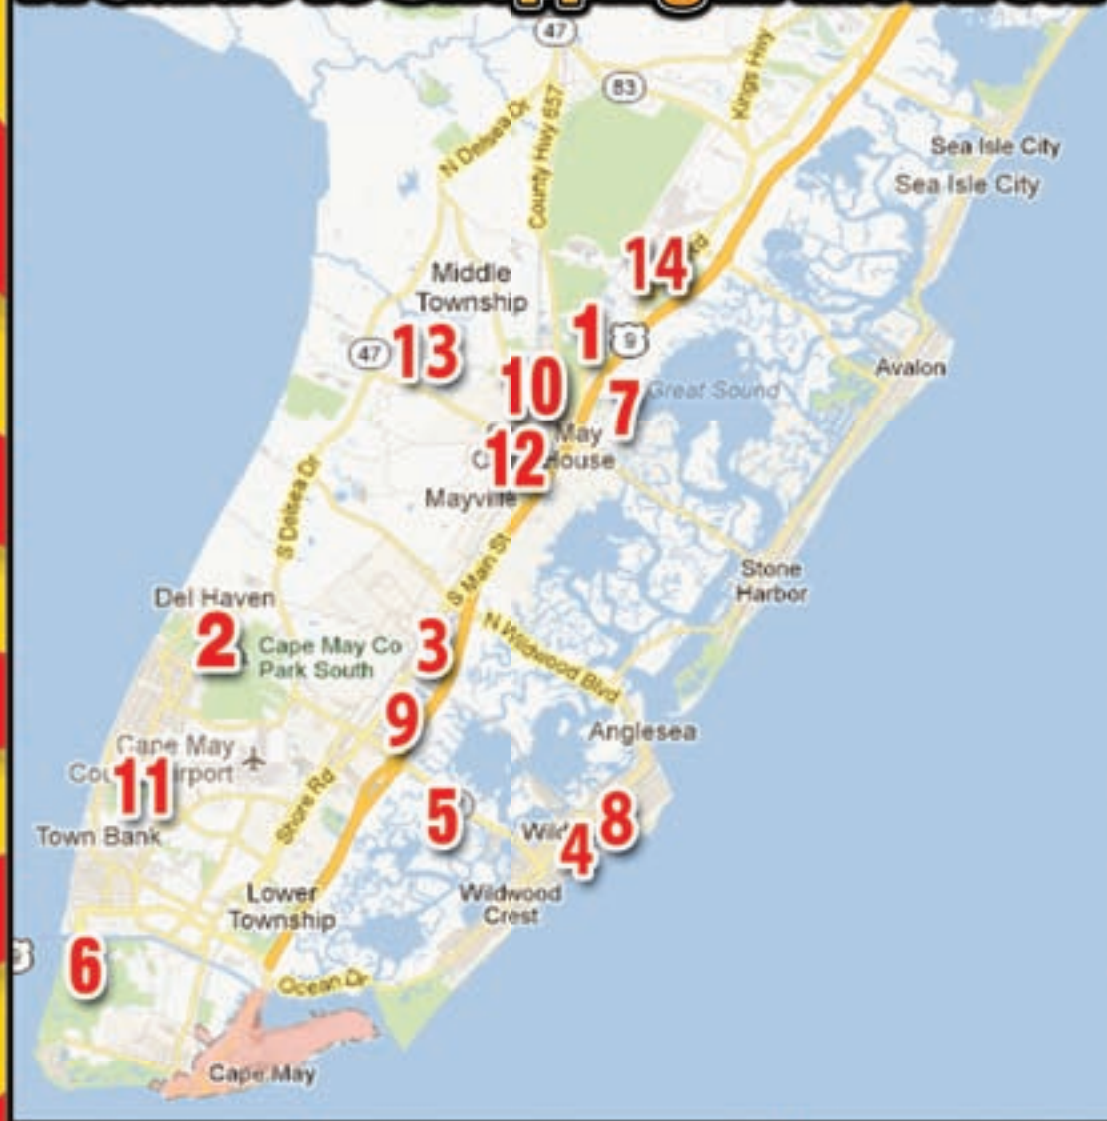 47
83
Kings Hwy
N Delsea Dr
County Hwy 657
Sea Isle City
Sea Isle City
14
Rd
Middle
Township
1
9
47
13
10
7
Great Sound
Avalon
May
12
House
Mayville
S Delsea Dr
S Main St
Stone
Harbor
Del Haven
2
Cape May Co
Park South
3
N Wildwood Blvd
9
Anglesea
Cape May
11
Shore Rd
5
8
4
Town Bank
Lower
Township
Wildwood
Crest
6
Ocean Dr
Cape May